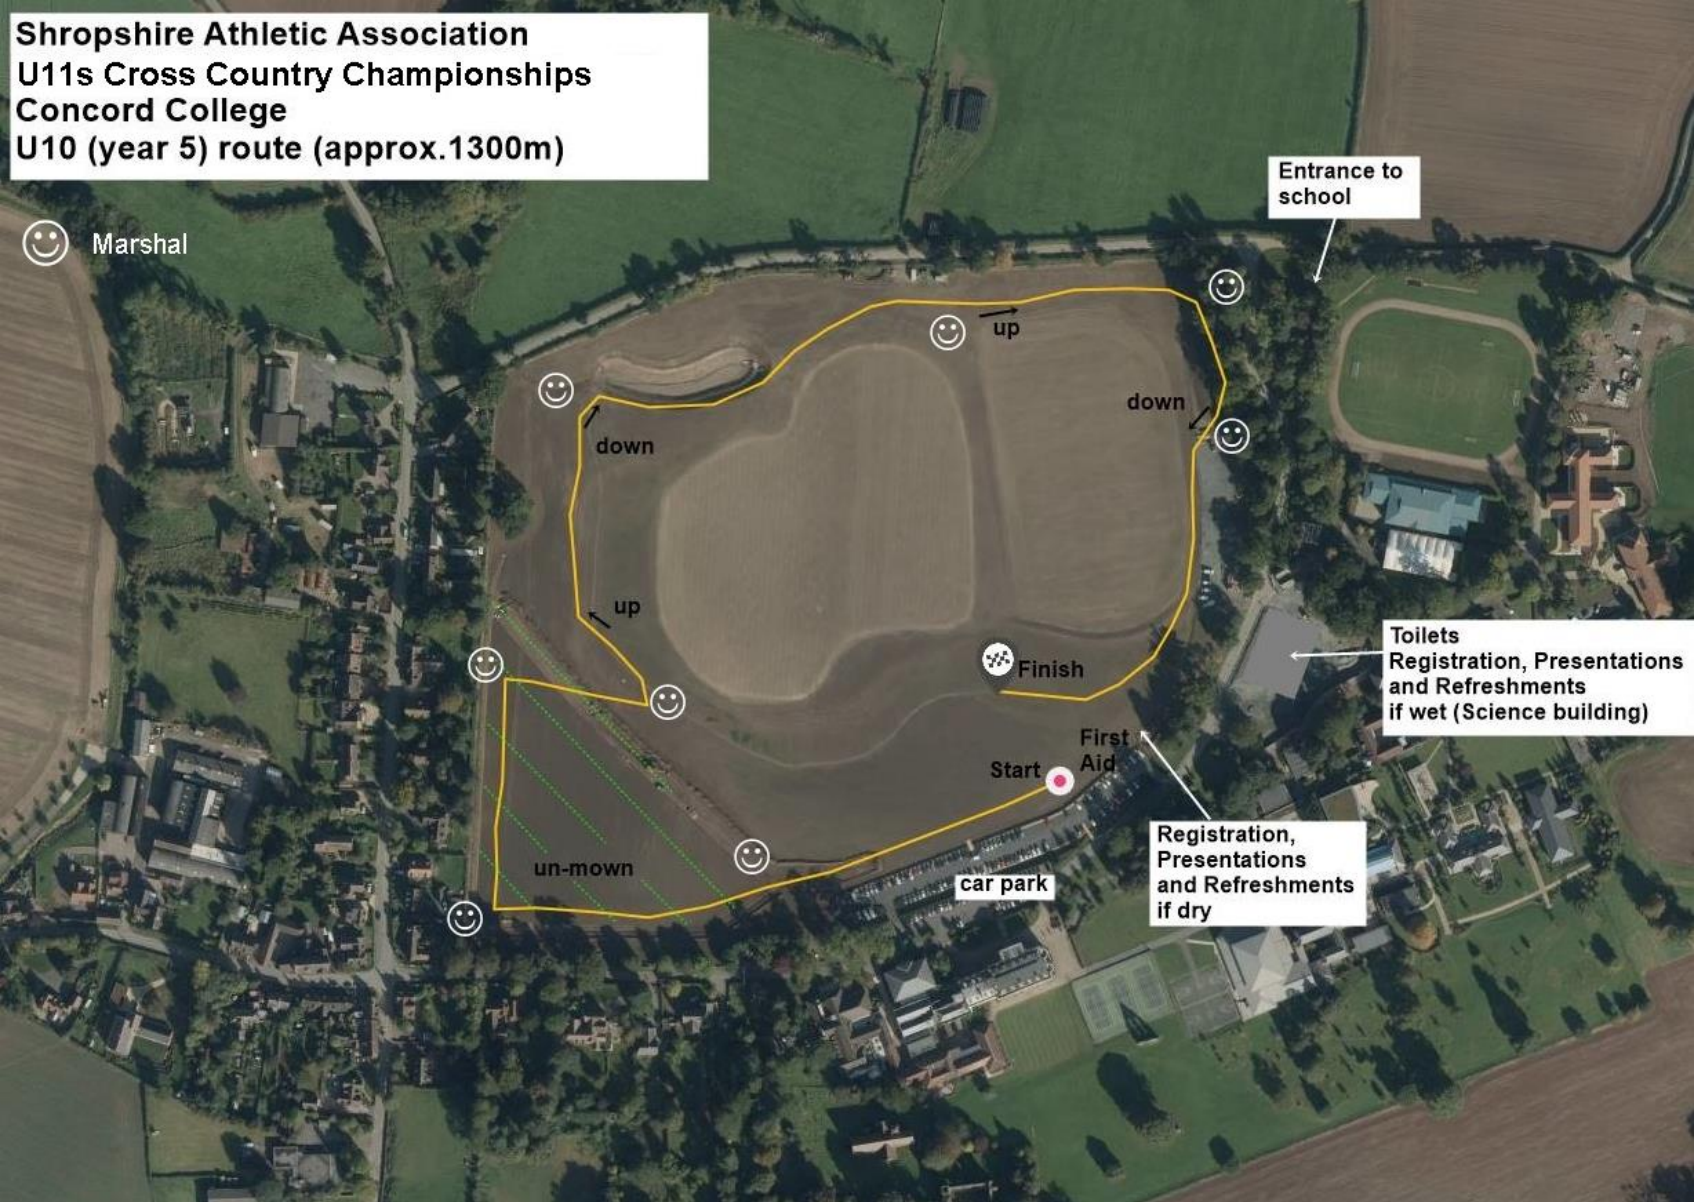 Shropshire Athletic Association
U11s Cross Country Championships
Concord College
U10 (year 5) route (approx.1300m)
Marshal
Entrance to
school
up
down
down
up
Finish
Toilets
Registration, Presentations
and Refreshments
if wet (Science building)
First
Aid
Start
Registration,
Presentations
and Refreshments
if dry
un-mown
car park